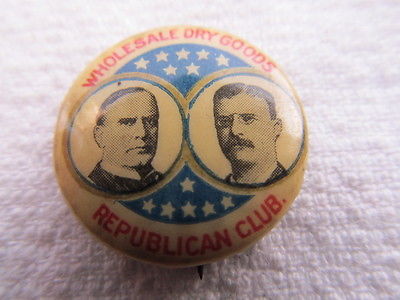 WHOLESALE DRY GOODS
REPUBLICAN CLUB.